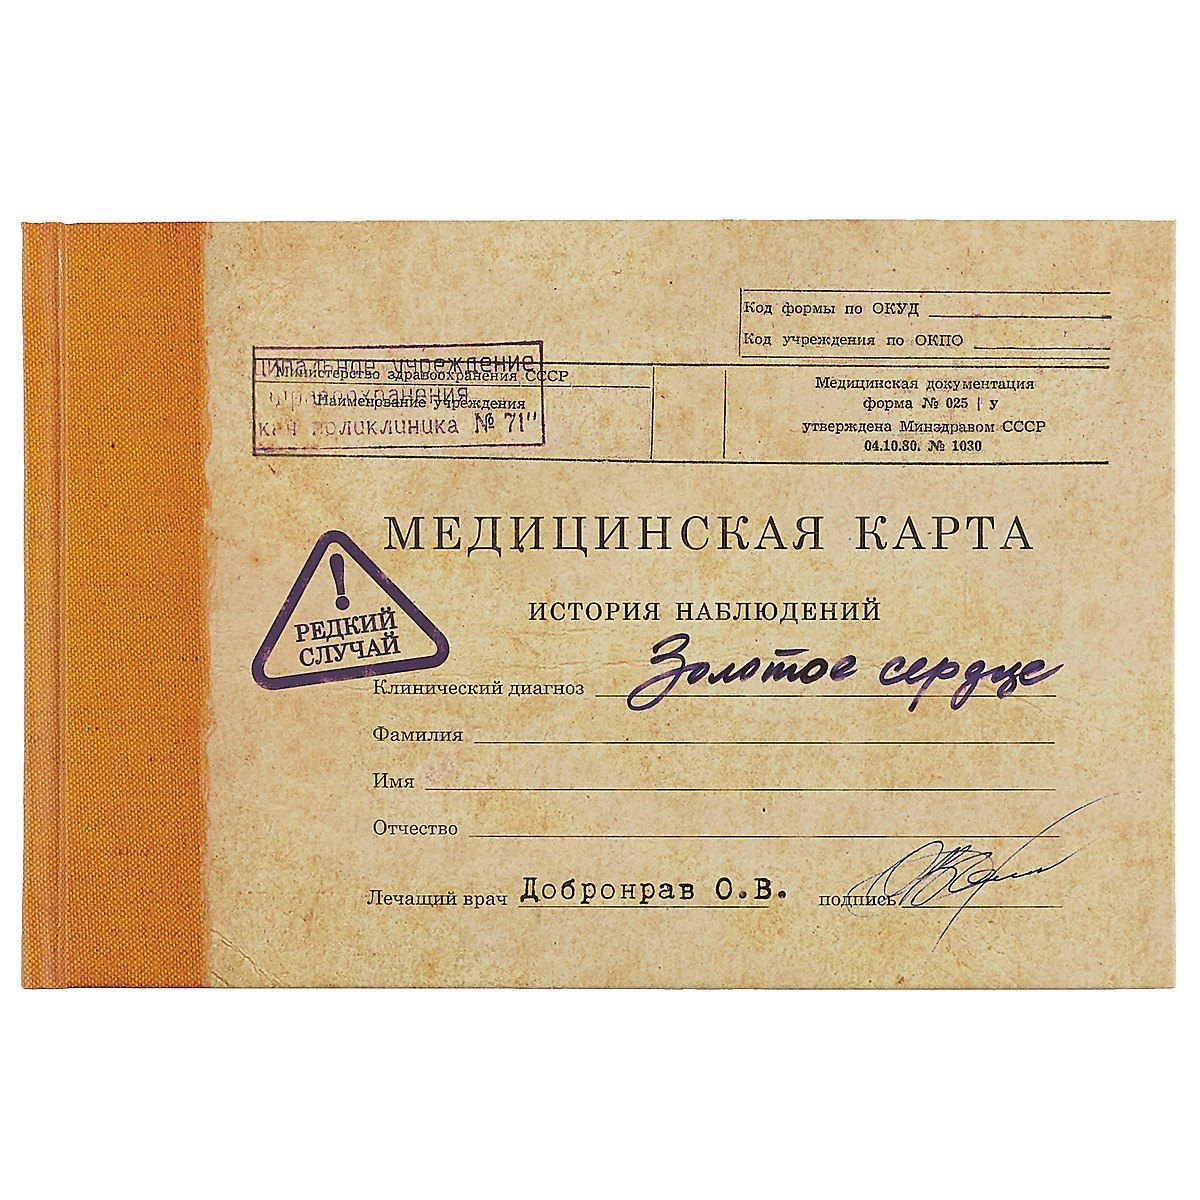 Код формы по ОКУД
Код учреждения по ОКПО
учреждение
Министерство здравоохранения СССР
Наименование учреждения
поликлиника № 71"
Медицинская документация
форма № 025 | у
утверждена Минздравом СССР
04.10.80. № 1030
МЕДИЦИНСКАЯ КАРТА
ИСТОРИЯ НАБЛЮДЕНИЙ
!
РЕДКИЙ
СЛУЧАЙ
Клинический диагноз Золотое сердце
Фамилия
Имя
Отчество
Лечащий врач Добронрав О.В. подпись